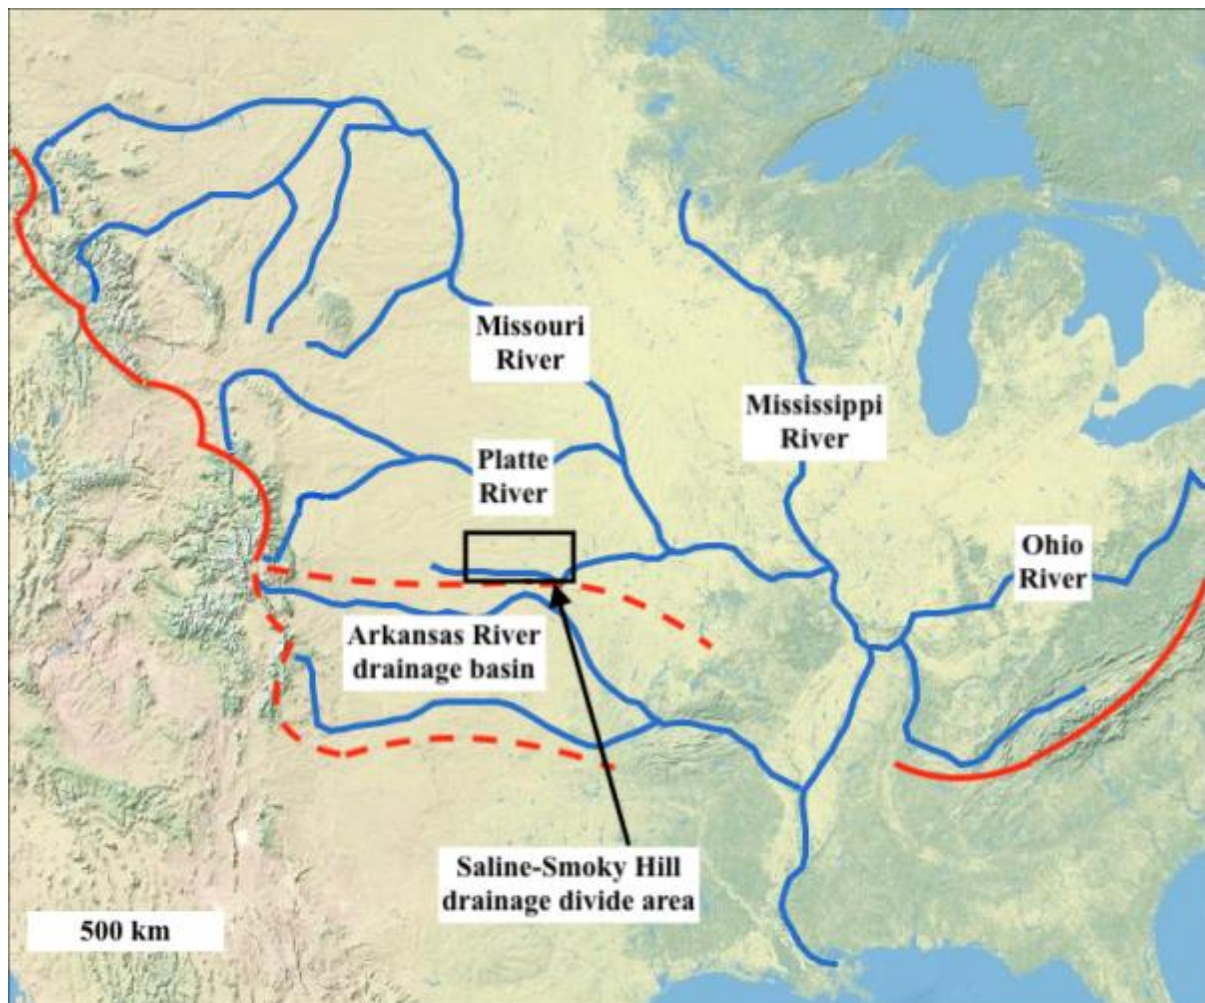 Missouri
River
Mississippi
River
Platte
River
Ohio
River
Arkansas River
drainage basin
Saline-Smoky Hill
drainage divide area
500 km